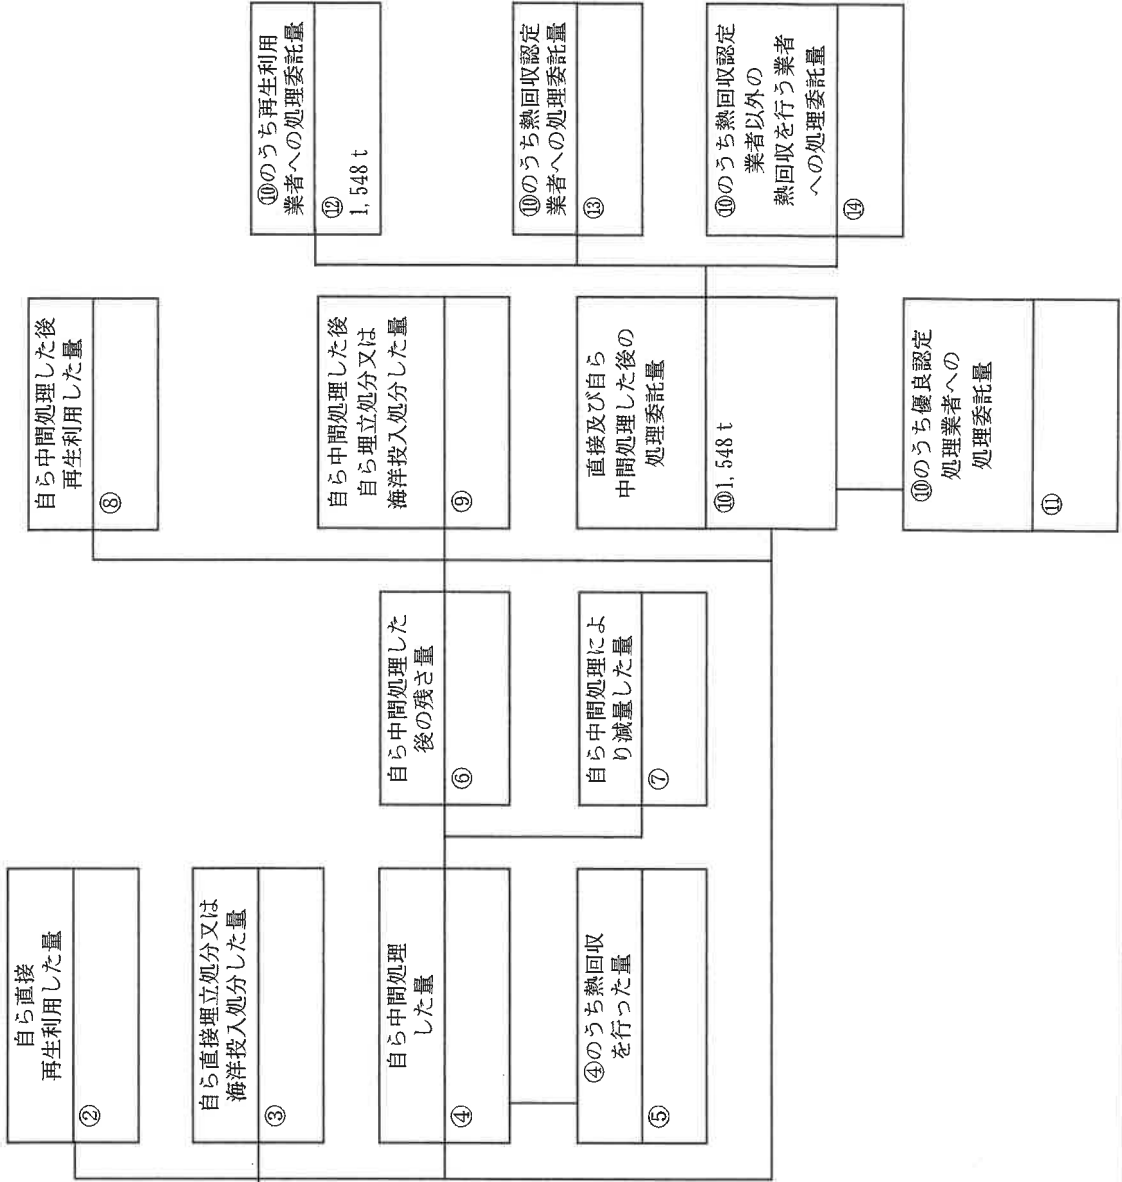 自ら直接
再生利用した量
②
自ら直接埋立処分又は
海洋投入処分した量
③
自ら中間処理
した量
④
④のうち熱回収
を行った量
⑤
自ら中間処理した
後の残さ量
⑥
自ら中間処理によ
り減量した量
⑦
自ら中間処理した後
再生利用した量
⑧
自ら中間処理した後
自ら埋立処分又は
海洋投入処分した量
⑨
直接及び自ら
中間処理した後の
処理委託量
⑩1,548ｔ
⑩のうち優良認定
処理業者への
処理委託量
⑪
⑩のうち再生利用
業者への処理委託量
⑫
1,548ｔ
⑩のうち熱回収認定
業者への処理委託量
⑬
⑩のうち熱回収認定
業者以外の
熱回収を行う業者
への処理委託量
⑭